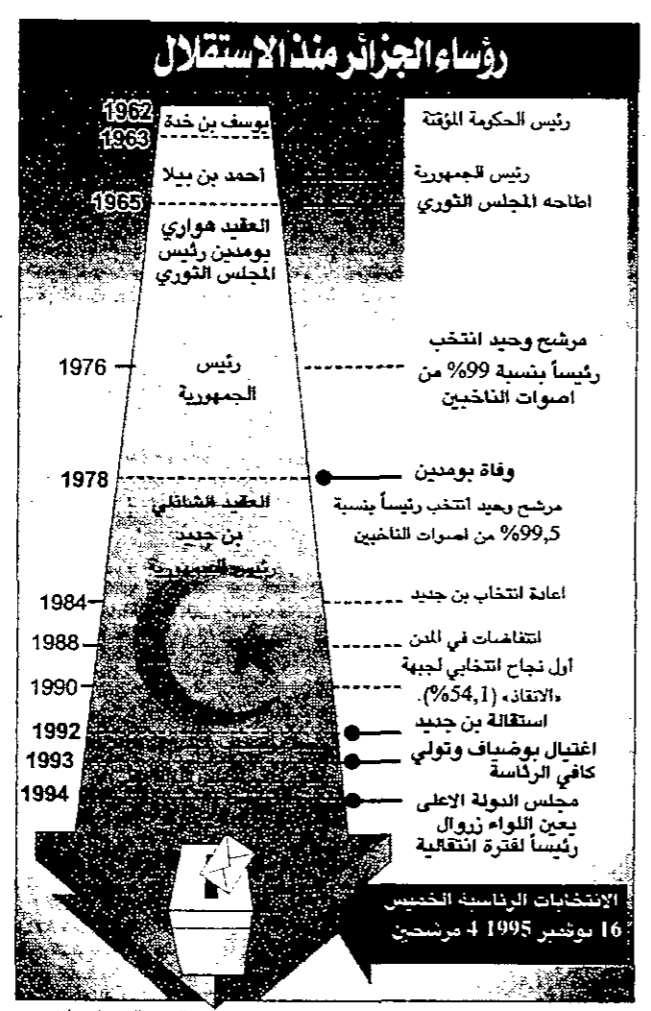 رؤساء الجزائر منذ الاستقلال
1962
يوسف بن خدة
رئيس الحكومة المؤقتة
1963
احمد بن بيلا
رئيس الجمهورية
اطاحه المجلس الثوري
1965
العقيد هواري
بومدين رئيس
المجلس الثوري
1976
رئيس
الجمهورية
مرشح وحيد انتخب
رئيساً بنسبة 99% من
اصوات الناخبين
1978
وفاة بومدين
العقيد الشاذلي
بن جديد
رئيس الجمهورية
مرشح وحيد انتخب رئيساً بنسبة
99,5% من اصوات الناخبين
1984
اعادة انتخاب بن جديد
1988
انتفاضات في المدن
1990
أول نجاح انتخابي لجبهة
«الانقاذ» (54,1%).
1992
استقالة بن جديد
1993
اغتيال بوضياف وتولي
كافي الرئاسة
1994
مجلس الدولة الاعلى
يعين اللواء زروال
رئيساً لفترة انتقالية
الانتخابات الرئاسية الخميس
16 نوفمبر 1995 4 مرشحين